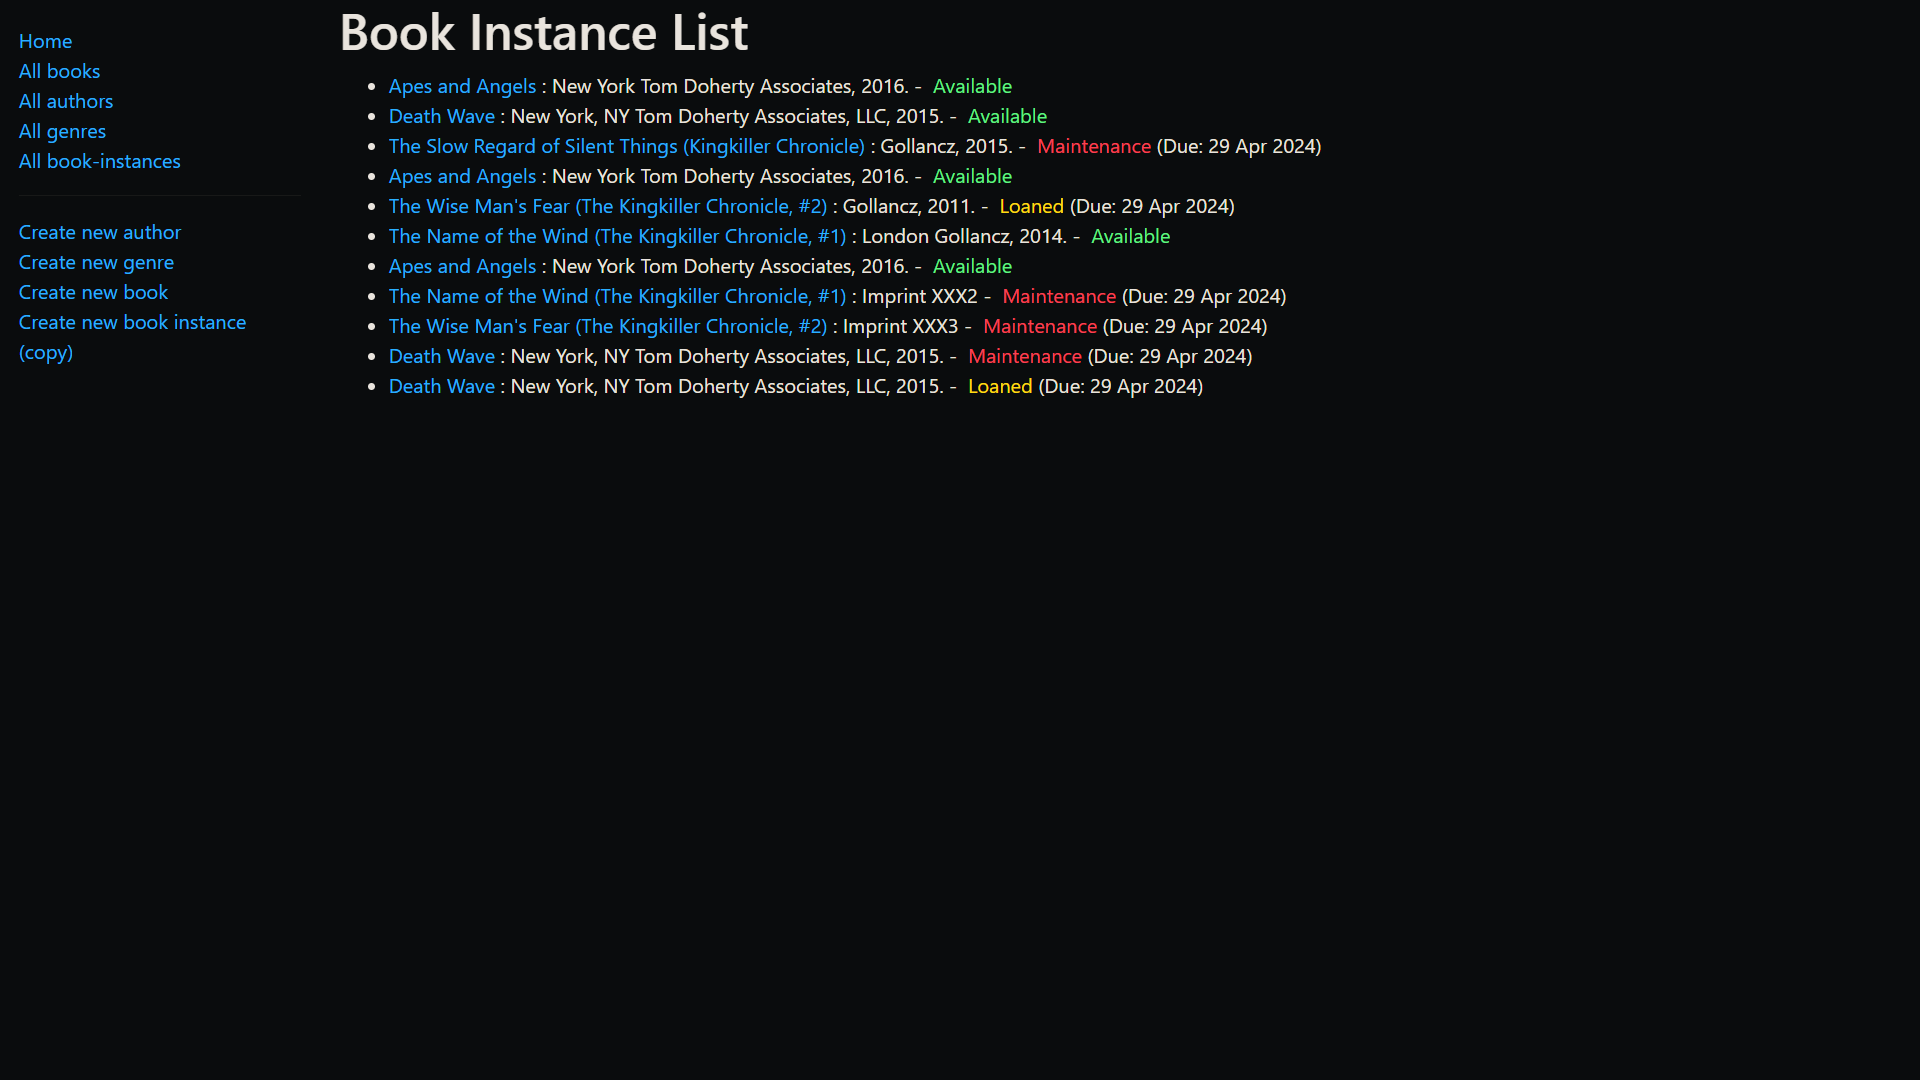 Home
All books
All authors
All genres
All book-instances
Create new author
Create new genre
Create new book
Create new book instance
(copy)
Book Instance List
Apes and Angels : New York Tom Doherty Associates, 2016. - Available
Death Wave : New York, NY Tom Doherty Associates, LLC, 2015. - Available
The Slow Regard of Silent Things (Kingkiller Chronicle) : Gollancz, 2015. - Maintenance (Due: 29 Apr 2024)
Apes and Angels : New York Tom Doherty Associates, 2016. - Available
The Wise Man's Fear (The Kingkiller Chronicle, #2) : Gollancz, 2011. - Loaned (Due: 29 Apr 2024)
The Name of the Wind (The Kingkiller Chronicle, #1) : London Gollancz, 2014. - Available
Apes and Angels : New York Tom Doherty Associates, 2016. - Available
The Name of the Wind (The Kingkiller Chronicle, #1) : Imprint XXX2 - Maintenance (Due: 29 Apr 2024)
The Wise Man's Fear (The Kingkiller Chronicle, #2) : Imprint XXX3 - Maintenance (Due: 29 Apr 2024)
Death Wave : New York, NY Tom Doherty Associates, LLC, 2015. - Maintenance (Due: 29 Apr 2024)
Death Wave : New York, NY Tom Doherty Associates, LLC, 2015. - Loaned (Due: 29 Apr 2024)